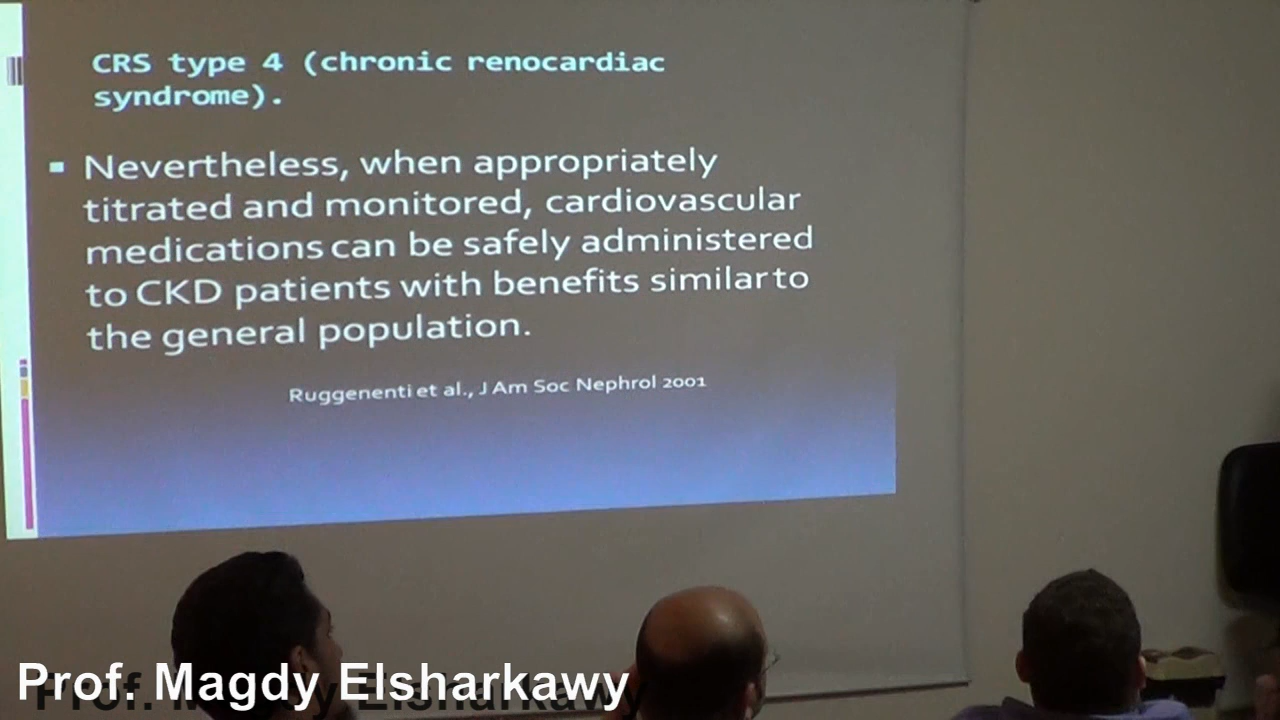 CRS type 4 (chronic renocardiac
syndrome).
Nevertheless, when appropriately
titrated and monitored, cardiovascular
medications can be safely administered
to CKD patients with benefits similar to
the general population.
Ruggenenti et al., J Am Soc Nephrol 2001
Prof. Magdy Elsharkawy